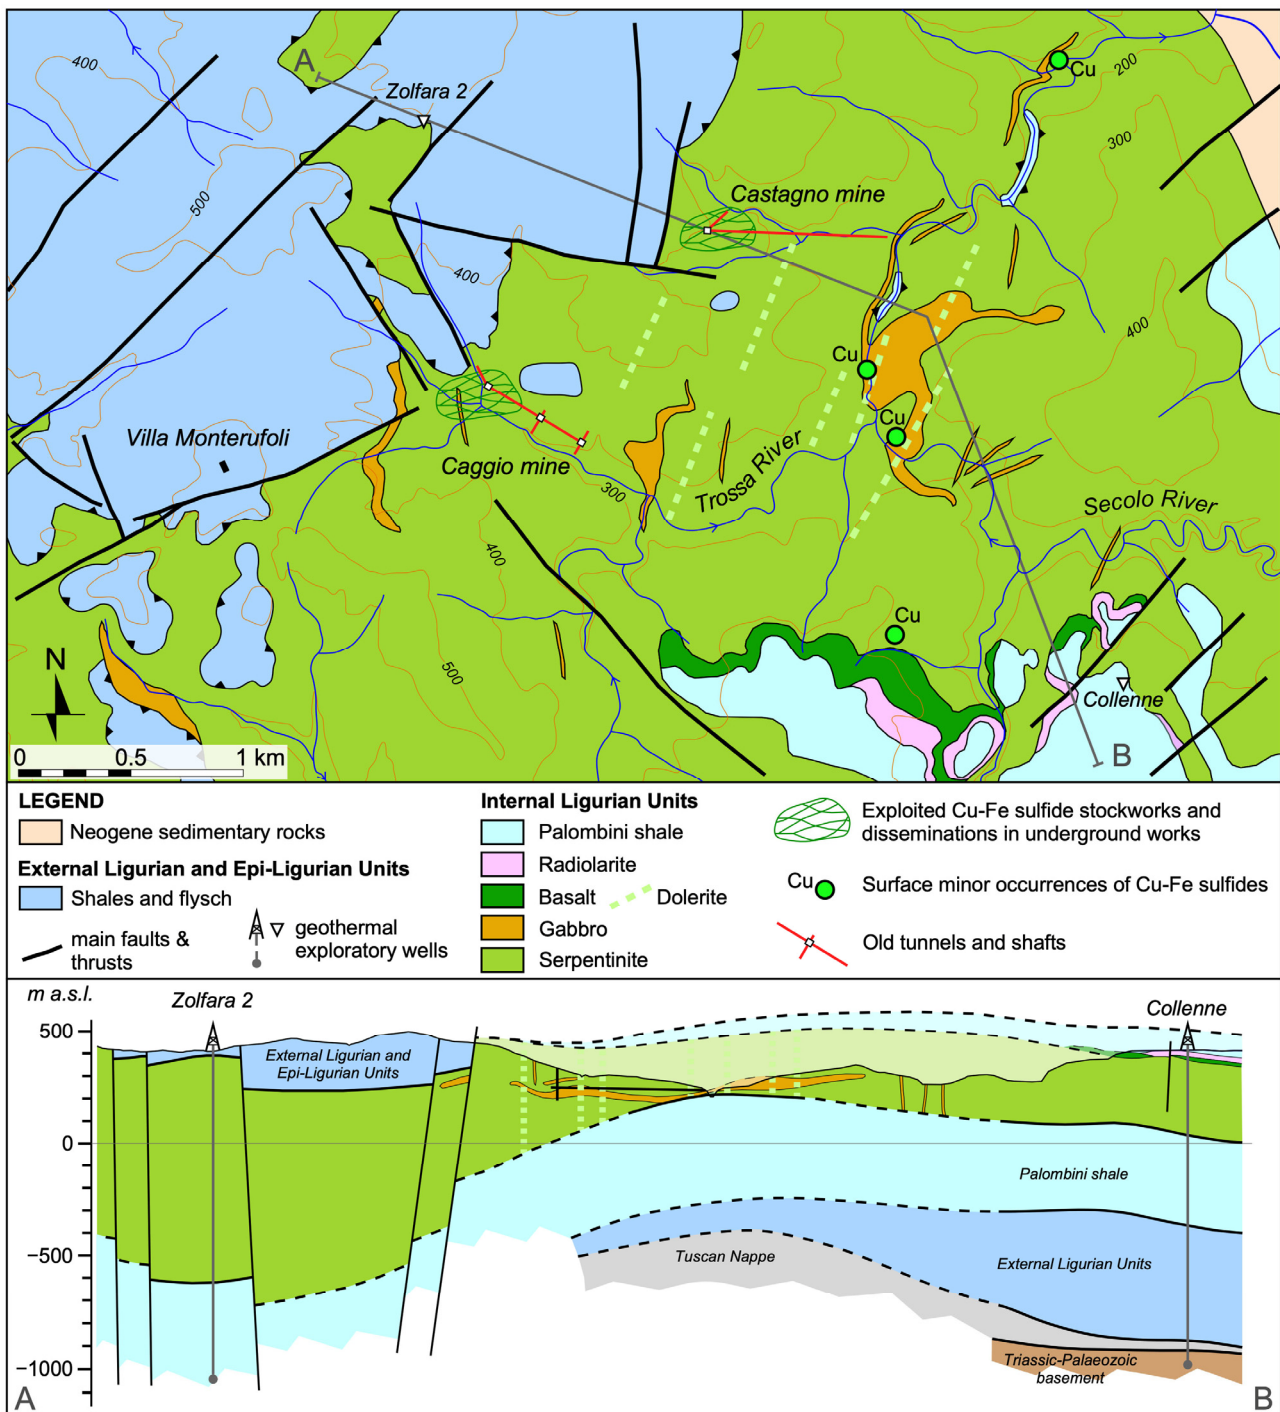 A
400
Zolfara 2
Cu
200
300
Castagno mine
500
400
400
Cu
Cu
Villa Monterufoli
Caggio mine
300
Trossa River
Secolo River
400
Cu
N
500
Collenne
B
0 0.5 1 km
LEGEND
Neogene sedimentary rocks
External Ligurian and Epi-Ligurian Units
Shales and flysch
main faults &
thrusts
geothermal
exploratory wells
Internal Ligurian Units
Palombini shale
Radiolarite
Basalt
Dolerite
Gabbro
Serpentinite
Exploited Cu-Fe sulfide stockworks and
disseminations in underground works
Cu
Surface minor occurrences of Cu-Fe sulfides
Old tunnels and shafts
m a.s.l.
Zolfara 2
Collenne
500
External Ligurian and
Epi-Ligurian Units
0
Palombini shale
−500
Tuscan Nappe
External Ligurian Units
−1000
Triassic-Palaeozoic
basement
A
B